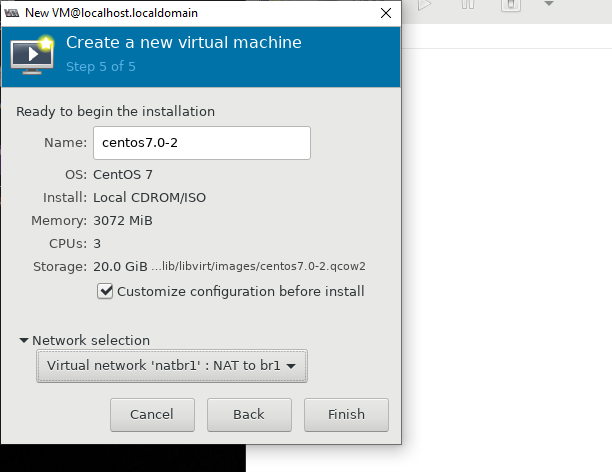 New VM@localhost.localdomain
Create a new virtual machine
Step 5 of 5
Ready to begin the installation
Name: centos7.0-2
OS: CentOS 7
Install: Local CDROM/ISO
Memory: 3072 MiB
CPUs: 3
Storage: 20.0 GiB ...lib/libvirt/images/centos7.0-2.qcow2
Customize configuration before install
Network selection
Virtual network 'natbr1' : NAT to br1
Cancel Back Finish